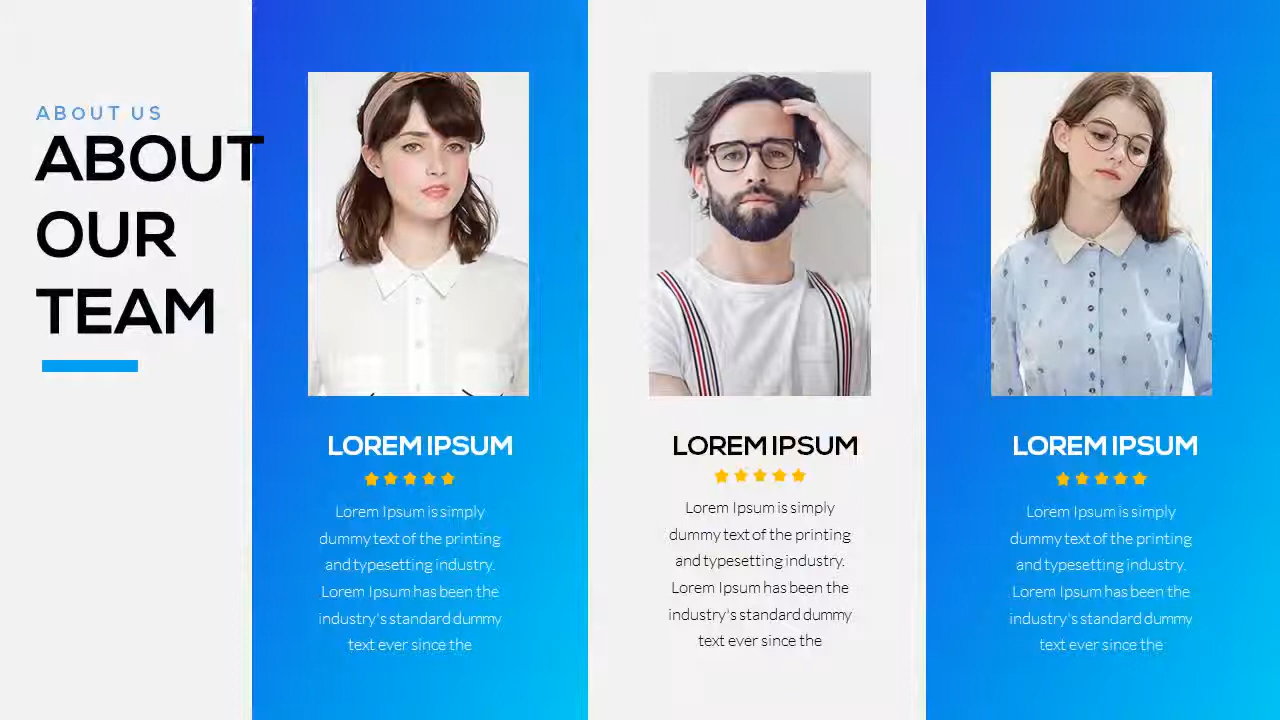 ABOUT US
ABOUT
OUR
TEAM
LOREM IPSUM
Lorem Ipsum is simply
dummy text of the printing
and typesetting industry.
Lorem Ipsum has been the
industry's standard dummy
text ever since the
LOREM IPSUM
Lorem Ipsum is simply
dummy text of the printing
and typesetting industry.
Lorem Ipsum has been the
industry's standard dummy
text ever since the
LOREM IPSUM
Lorem Ipsum is simply
dummy text of the printing
and typesetting industry.
Lorem Ipsum has been the
industry's standard dummy
text ever since the